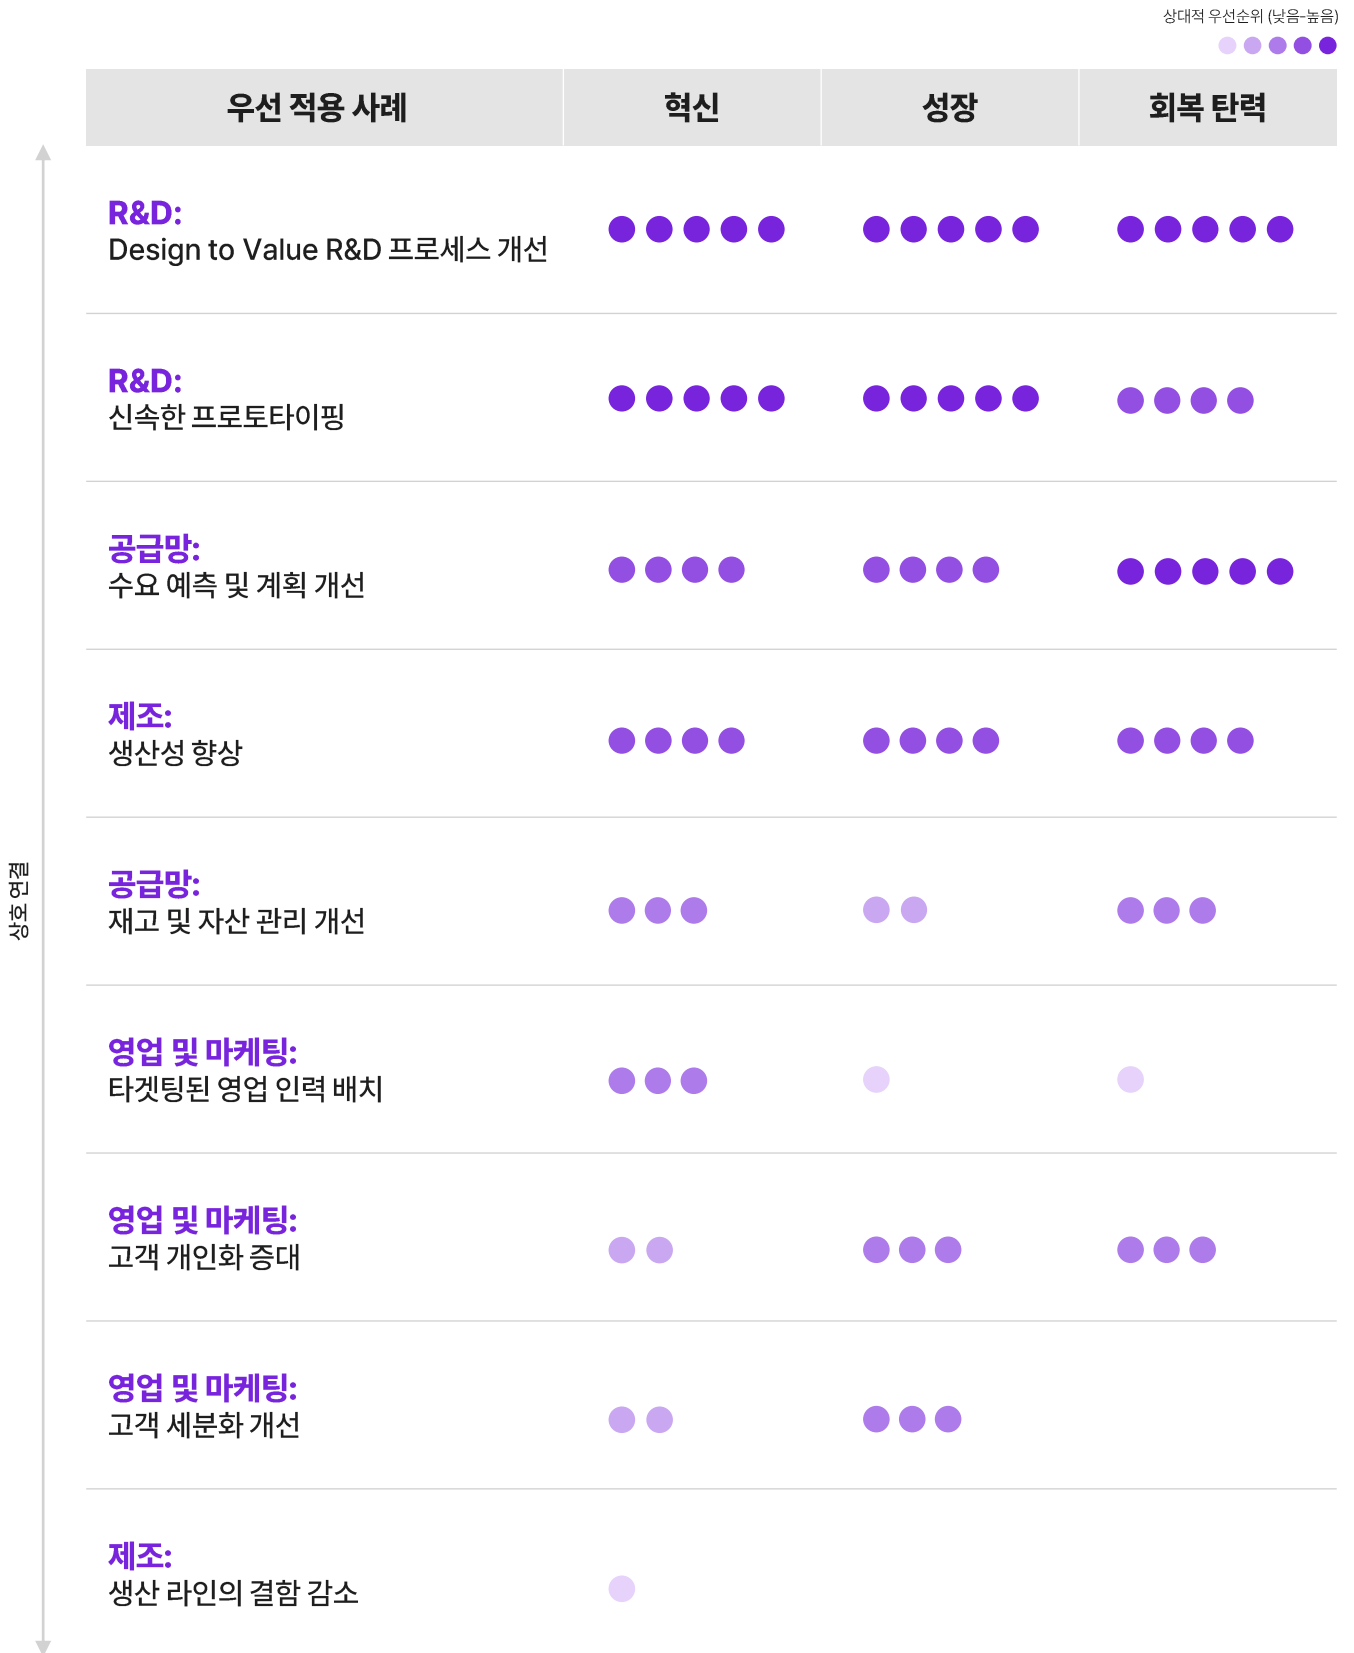 상대적 우선순위 (낮음-높음)
우선 적용 사례
혁신
성장
회복 탄력
R&D:
Design to Value R&D 프로세스 개선
R&D:
신속한 프로토타이핑
공급망:
수요 예측 및 계획 개선
제조:
생산성 향상
상호 연결
공급망:
재고 및 자산 관리 개선
영업 및 마케팅:
타겟팅된 영업 인력 배치
영업 및 마케팅:
고객 개인화 증대
영업 및 마케팅:
고객 세분화 개선
제조:
생산 라인의 결함 감소